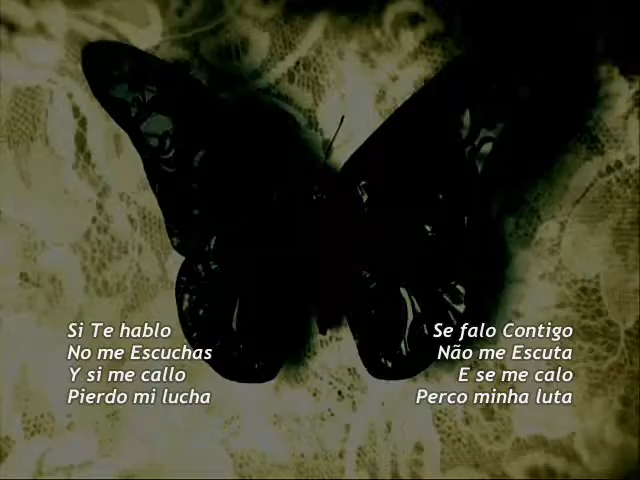 Si Te hablo
No me Escuchas
Y si me callo
Pierdo mi lucha
Se falo Contigo
Não me Escuta
E se me calo
Perco minha luta